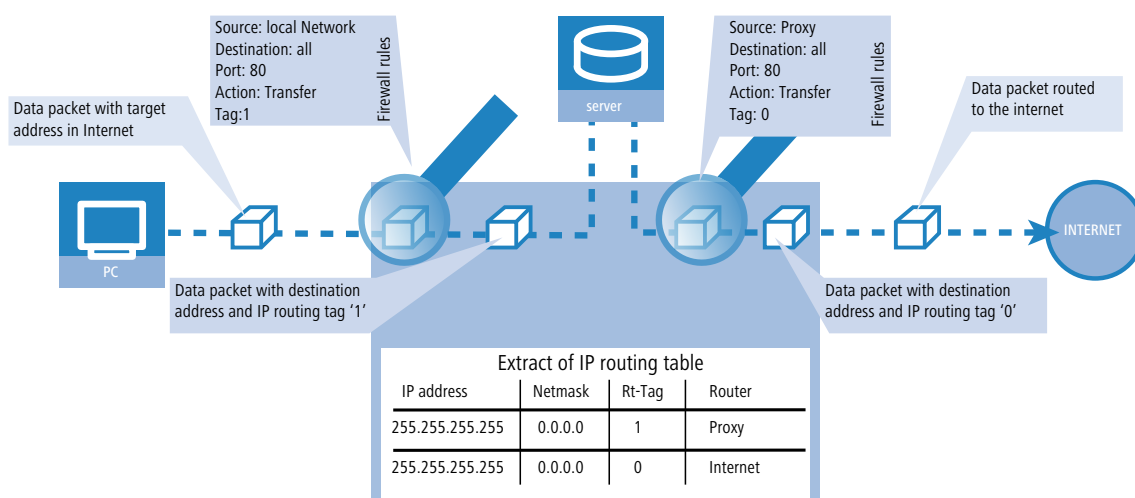 Source: local Network
Destination: all
Port: 80
Action: Transfer
Tag:1
Firewall rules
server
Source: Proxy
Destination: all
Port: 80
Action: Transfer
Tag: 0
Firewall rules
Data packet with target
address in Internet
Data packet routed
to the internet
PC
INTERNET
Data packet with destination
address and IP routing tag ‘1’
Data packet with destination
address and IP routing tag ‘0’
Extract of IP routing table
IP address Netmask Rt-Tag Router
255.255.255.255 0.0.0.0 1 Proxy
255.255.255.255 0.0.0.0 0 Internet